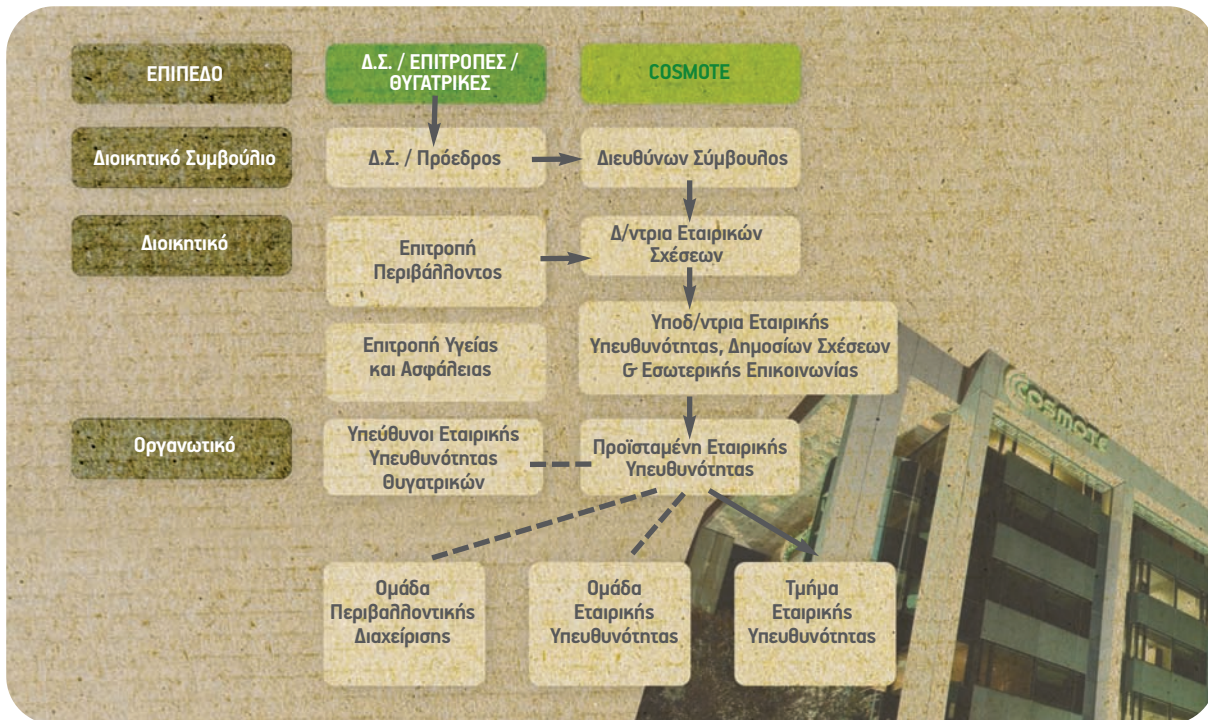 ΕΠΙΠΕΔΟ
Δ.Σ. / ΕΠΙΤΡΟΠΕΣ /
ΘΥΓΑΤΡΙΚΕΣ
COSMOTE
Διοικητικό Συμβούλιο
Δ.Σ. / Πρόεδρος
Διευθύνων Σύμβουλος
Διοικητικό
Επιτροπή
Περιβάλλοντος
Δ/ντρια Εταιρικών
Σχέσεων
Επιτροπή Υγείας
και Ασφάλειας
Υποδ/ντρια Εταιρικής
Υπευθυνότητας, Δημοσίων Σχέσεων
& Εσωτερικής Επικοινωνίας
Οργανωτικό
Υπεύθυνοι Εταιρικής
Υπευθυνότητας
Θυγατρικών
Προϊσταμένη Εταιρικής
Υπευθυνότητας
Ομάδα
Περιβαλλοντικής
Διαχείρισης
Ομάδα
Εταιρικής
Υπευθυνότητας
Τμήμα
Εταιρικής
Υπευθυνότητας
COSMOTE